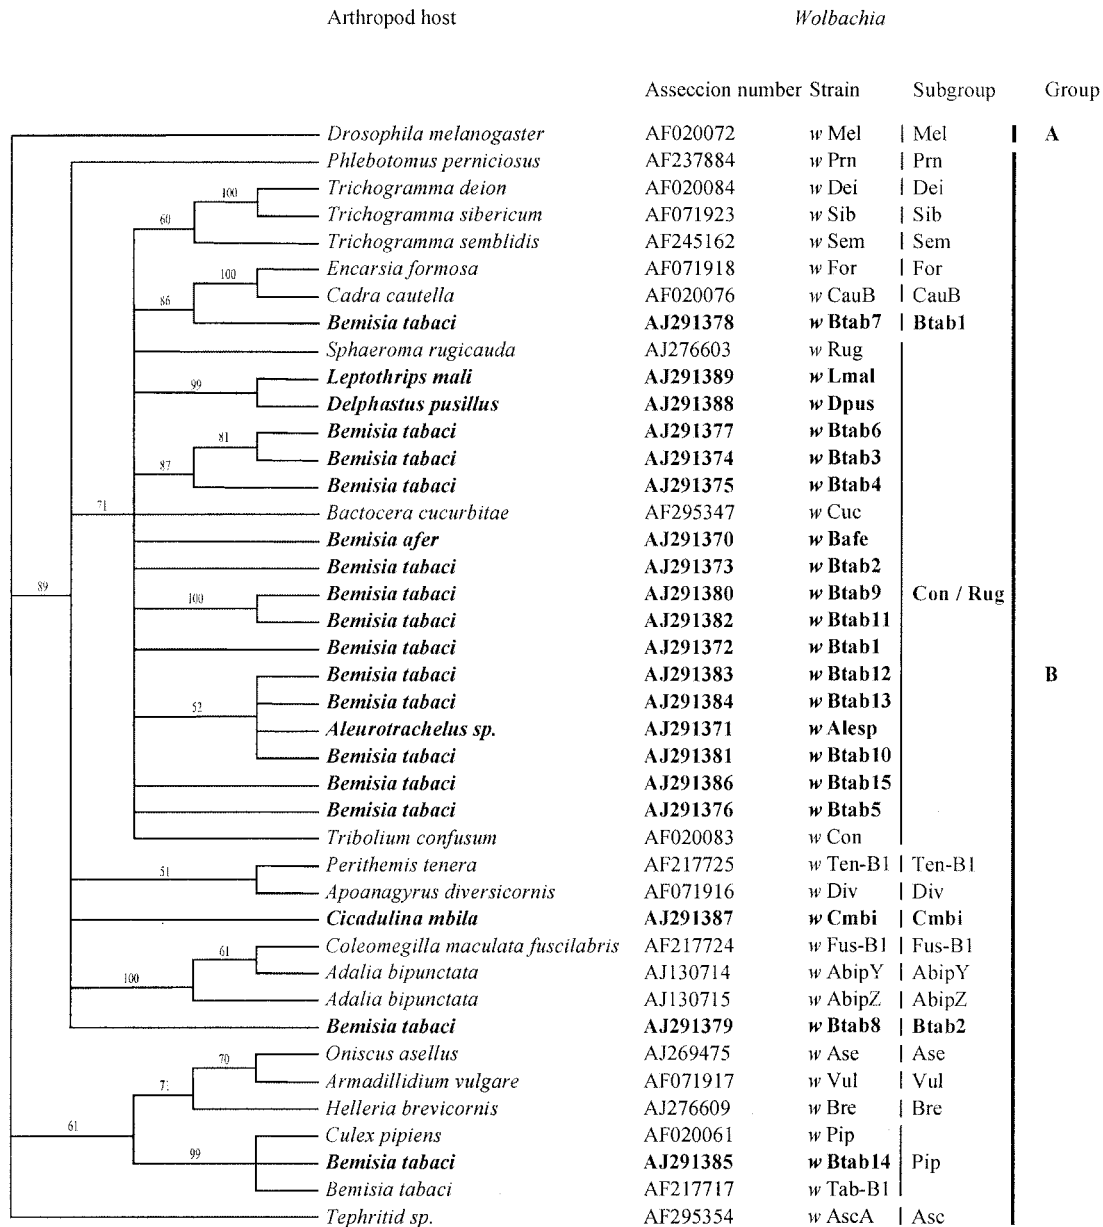 Arthropod host Wolbachia
Asseccion number Strain Subgroup Group
Drosophila melanogaster AF020072 w Mel Mel A
Phlebotomus perniciosus AF237884 w Prn Prn
Trichogramma deion AF020084 w Dei Dei
100
Trichogramma sibericum AF071923 w Sib Sib
60
Trichogramma semblidis AF245162 w Sem Sem
Encarsia formosa AF071918 w For For
100
Cadra cautella AF020076 w CauB CauB
86
Bemisia tabaci AJ291378 w Btab7 Btab1
Sphaeroma rugicauda AJ276603 w Rug
Leptothrips mali AJ291389 w Lmal
99
Delphastus pusillus AJ291388 w Dpus
Bemisia tabaci AJ291377 w Btab6
81
Bemisia tabaci AJ291374 w Btab3
87
Bemisia tabaci AJ291375 w Btab4
71
Bactocera cucurbitae AF295347 w Cuc
Bemisia afer AJ291370 w Bafe
Bemisia tabaci AJ291373 w Btab2
89
Bemisia tabaci AJ291380 w Btab9 Con / Rug
100
Bemisia tabaci AJ291382 w Btab11
Bemisia tabaci AJ291372 w Btab1
Bemisia tabaci AJ291383 w Btab12 B
Bemisia tabaci AJ291384 w Btab13
52
Aleurotrachelus sp. AJ291371 w Alesp
Bemisia tabaci AJ291381 w Btab10
Bemisia tabaci AJ291386 w Btab15
Bemisia tabaci AJ291376 w Btab5
Tribolium confusum AF020083 w Con
Perithemis tenera AF217725 w Ten-B1 Ten-B1
51
Apoanagyrus diversicornis AF071916 w Div Div
Cicadulina mbila AJ291387 w Cmbi Cmbi
Coleomegilla maculata fuscilabris AF217724 w Fus-B1 Fus-B1
61
Adalia bipunctata AJ130714 w AbipY AbipY
100
Adalia bipunctata AJ130715 w AbipZ AbipZ
Bemisia tabaci AJ291379 w Btab8 Btab2
Oniscus asellus AJ269475 w Ase Ase
70
Armadillidium vulgare AF071917 w Vul Vul
71
Helleria brevicornis AJ276609 w Bre Bre
61
Culex pipiens AF020061 w Pip
99
Bemisia tabaci AJ291385 w Btab14 Pip
Bemisia tabaci AF217717 w Tab-B1
Tephritid sp. AF295354 w AscA Asc